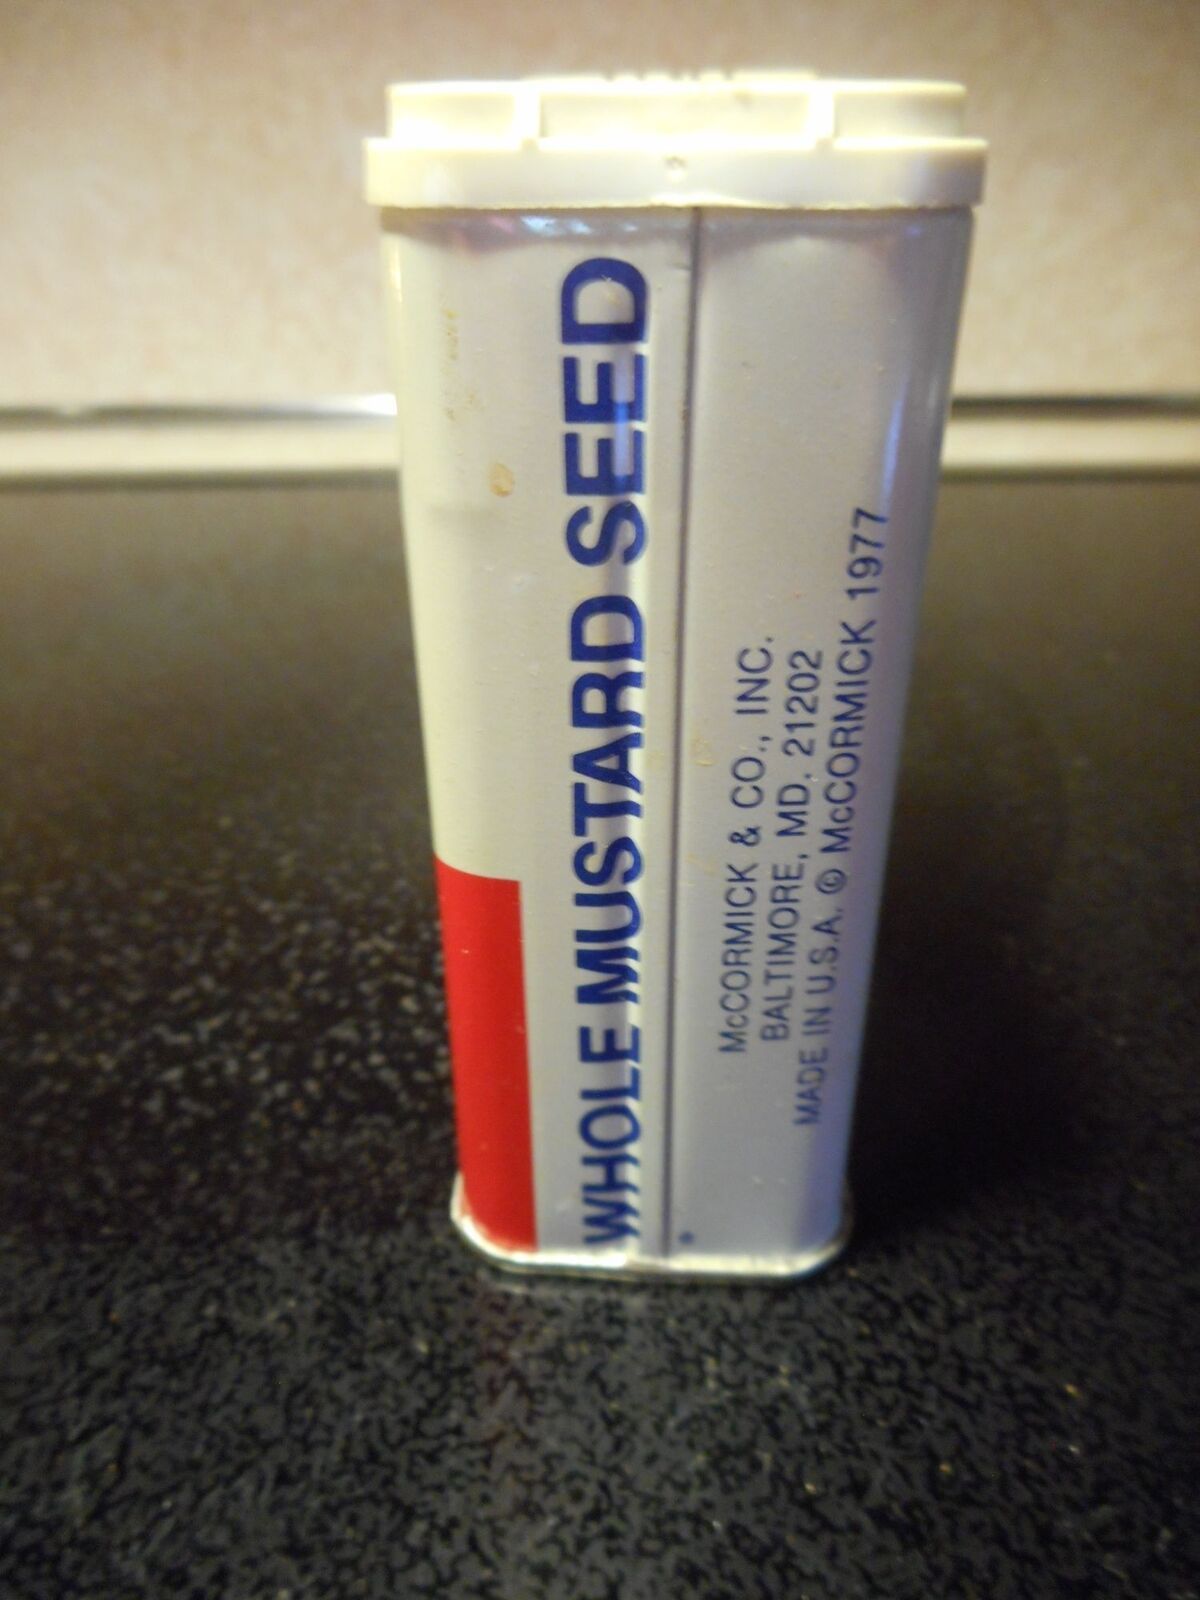 WHOLE MUSTARD SEED
McCORMICK & CO., INC.
BALTIMORE, MD. 21202
MADE IN U.S.A. © McCORMICK 1977